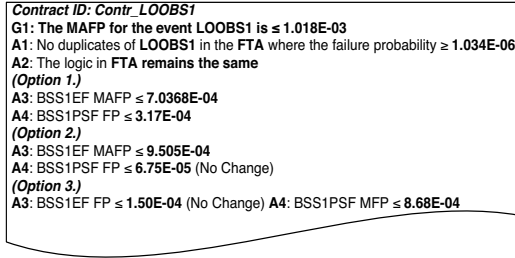 Contract ID: Contr_LOOBS1
G1: The MAFP for the event LOOBS1 is ≤ 1.018E-03
A1: No duplicates of LOOBS1 in the FTA where the failure probability ≥ 1.034E-06
A2: The logic in FTA remains the same
(Option 1.)
A3: BSS1EF MAFP ≤ 7.0368E-04
A4: BSS1PSF FP ≤ 3.17E-04
(Option 2.)
A3: BSS1EF MAFP ≤ 9.505E-04
A4: BSS1PSF FP ≤ 6.75E-05 (No Change)
(Option 3.)
A3: BSS1EF FP ≤ 1.50E-04 (No Change) A4: BSS1PSF MFP ≤ 8.68E-04